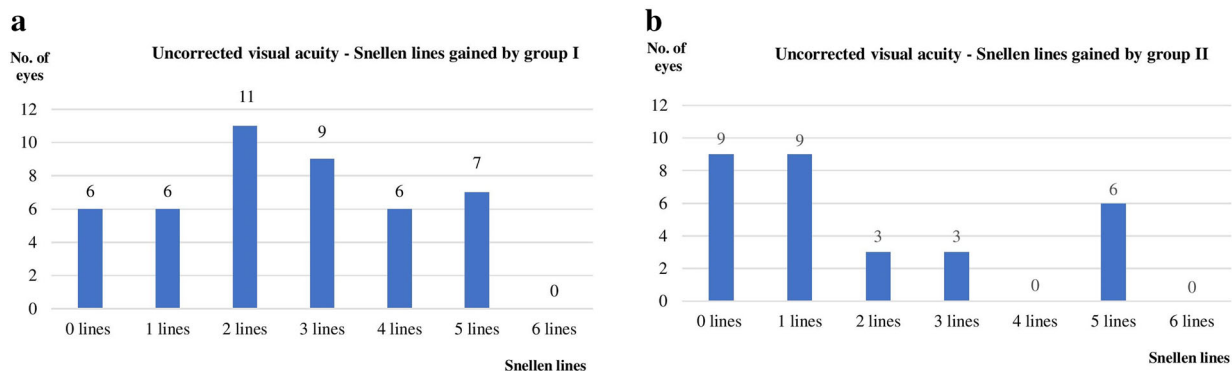 a
Uncorrected visual acuity - Snellen lines gained by group I
No. of
eyes
12
10
8
6
4
2
0
6
6
11
9
6
7
0
0 lines
1 lines
2 lines
3 lines
4 lines
5 lines
6 lines
Snellen lines
b
Uncorrected visual acuity - Snellen lines gained by group II
No. of
eyes
12
10
8
6
4
2
0
9
9
3
3
0
6
0
0 lines
1 lines
2 lines
3 lines
4 lines
5 lines
6 lines
Snellen lines